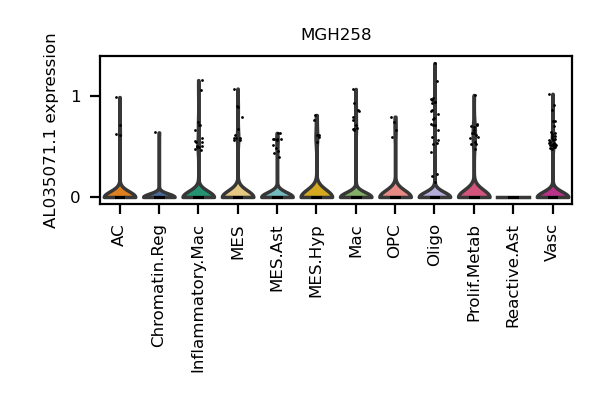 MGH258
AL035071.1 expression
1
0
AC
Chromatin.Reg
Inflammatory.Mac
MES
MES.Ast
MES.Hyp
Mac
OPC
Oligo
Prolif.Metab
Reactive.Ast
Vasc